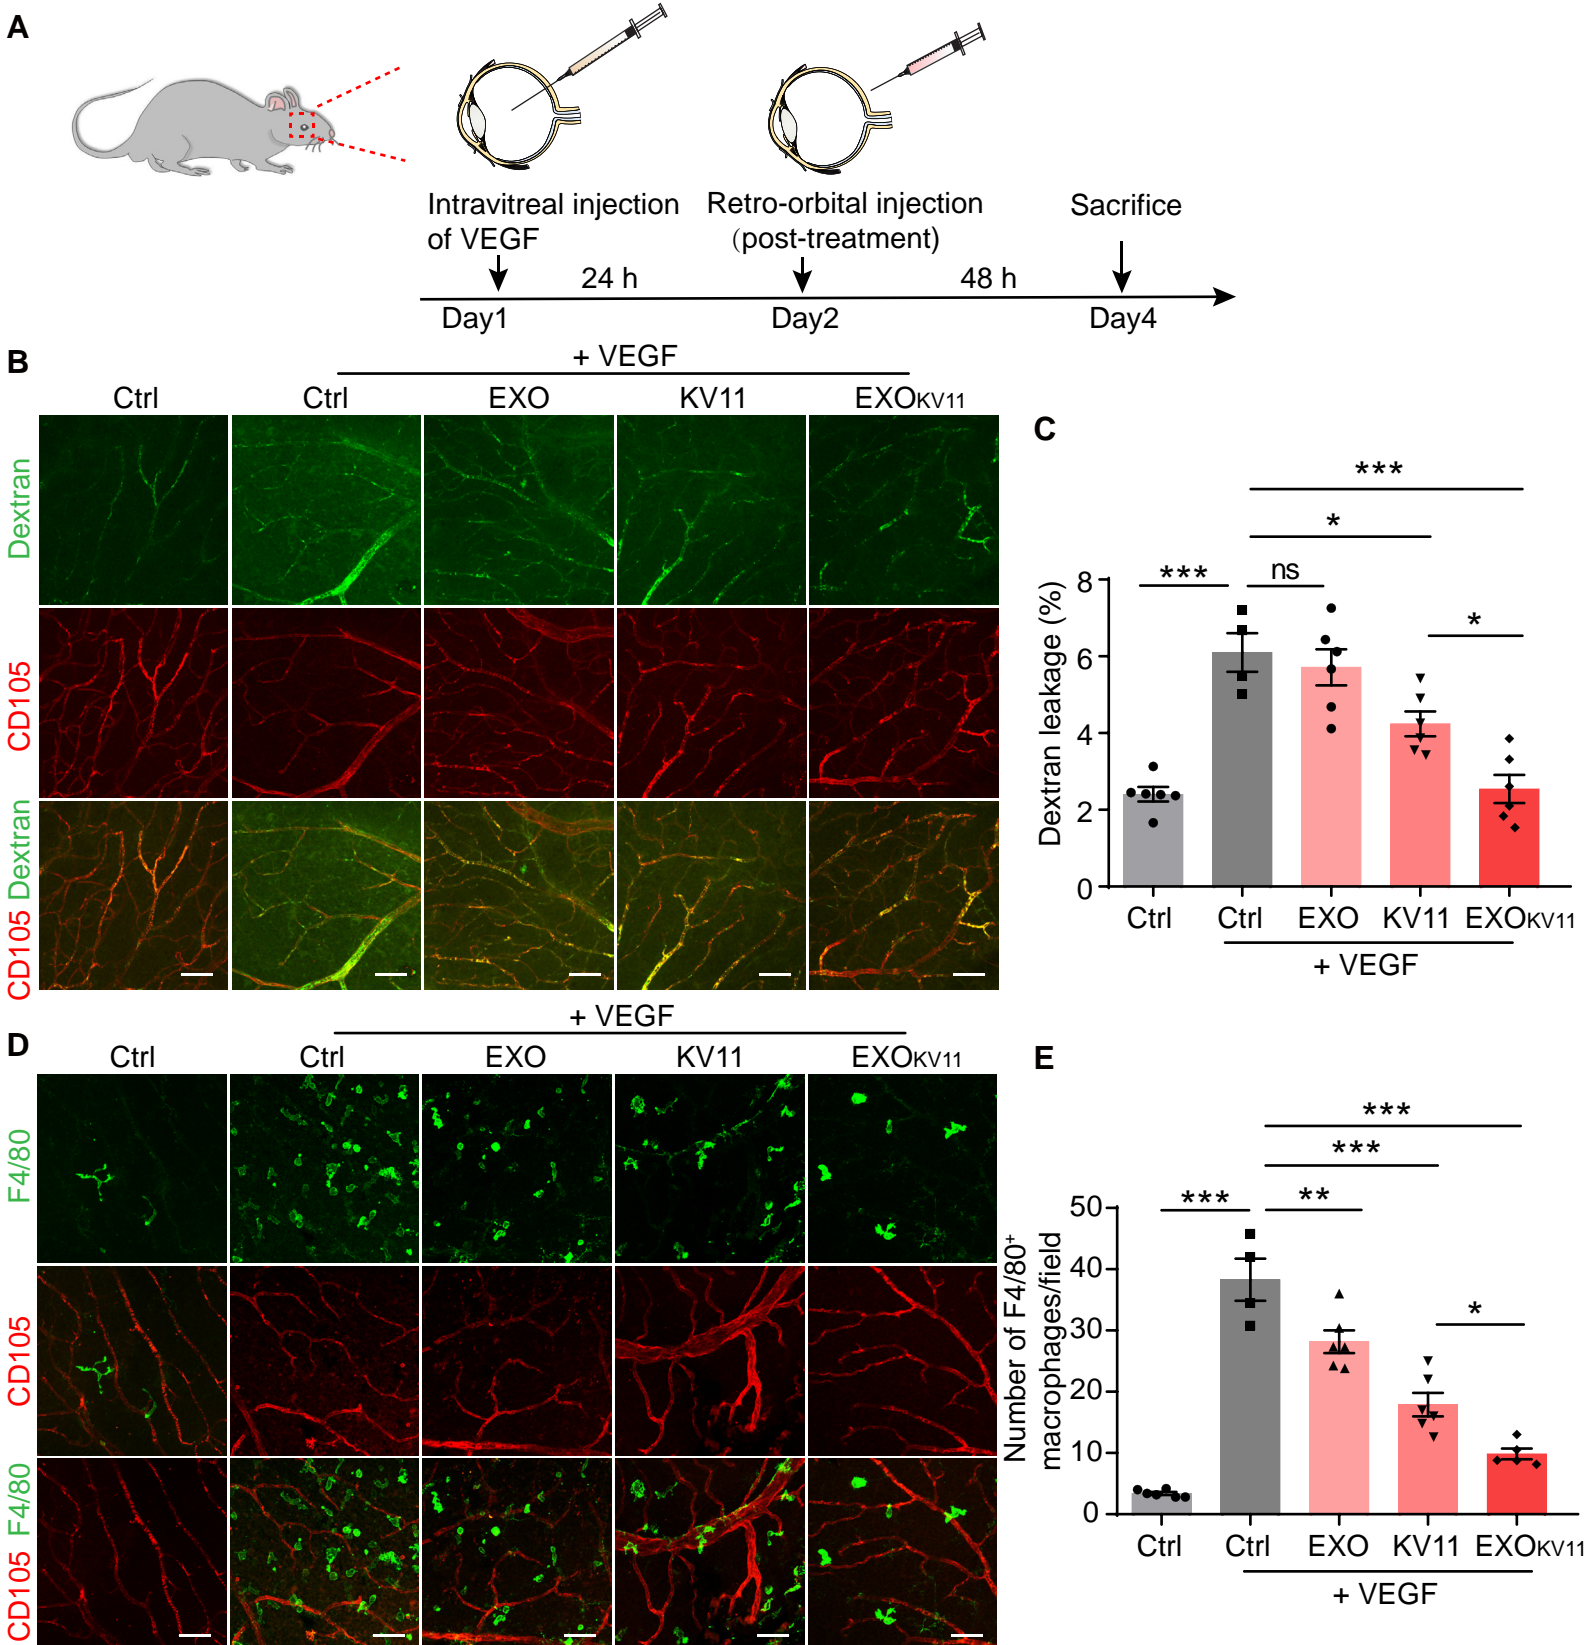 A
Intravitreal injection
of VEGF
Retro-orbital injection
(post-treatment)
Sacrifice
24 h
48 h
Day1
Day2
Day4
B
+ VEGF
Ctrl
Ctrl
EXO
KV11
EXOKV11
Dextran
CD105
CD105 Dextran
C
***
*
***
ns
*
Dextran leakage (%)
8
6
4
2
0
Ctrl
Ctrl
EXO
KV11
EXOKV11
+ VEGF
D
+ VEGF
Ctrl
Ctrl
EXO
KV11
EXOKV11
F4/80
CD105
CD105 F4/80
E
***
***
***
**
*
Number of F4/80+
macrophages/field
50
40
30
20
10
0
Ctrl
Ctrl
EXO
KV11
EXOKV11
+ VEGF